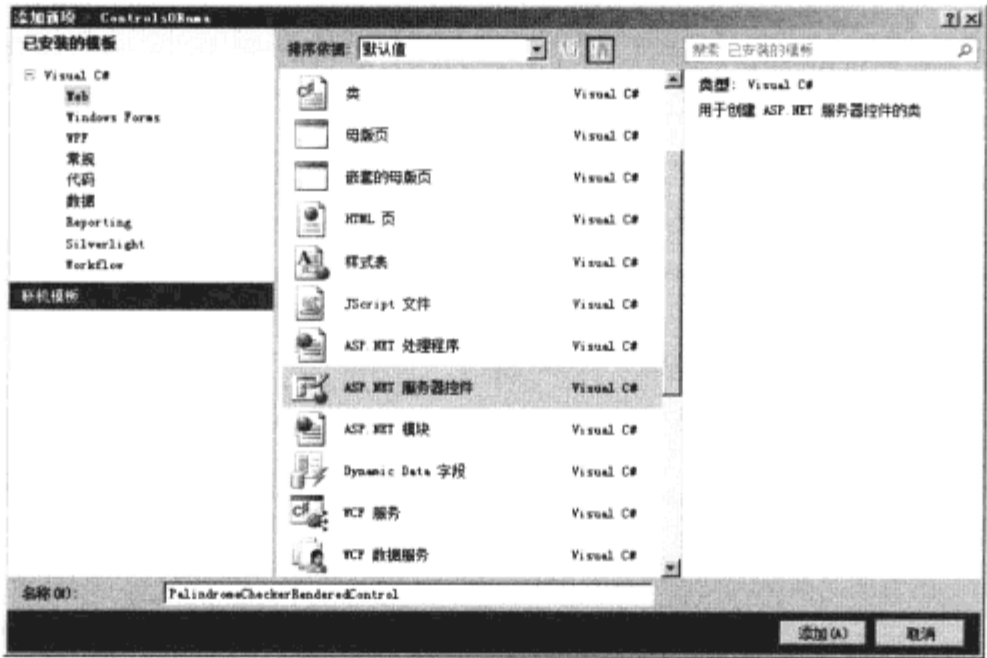 添加新项 - ControlsORama
已安装的模板
Visual C#
Web
Windows Forms
WPF
常规
代码
数据
Reporting
Silverlight
Workflow
联机模板
排序依据: 默认值
类 Visual C#
母版页 Visual C#
嵌套的母版页 Visual C#
HTML 页 Visual C#
样式表 Visual C#
JScript 文件 Visual C#
ASP.NET 处理程序 Visual C#
ASP.NET 服务器控件 Visual C#
ASP.NET 模块 Visual C#
Dynamic Data 字段 Visual C#
WCF 服务 Visual C#
WCF 数据服务 Visual C#
搜索 已安装的模板
类型: Visual C#
用于创建 ASP.NET 服务器控件的类
名称(N): PalindromeCheckerRenderedControl
添加(A) 取消